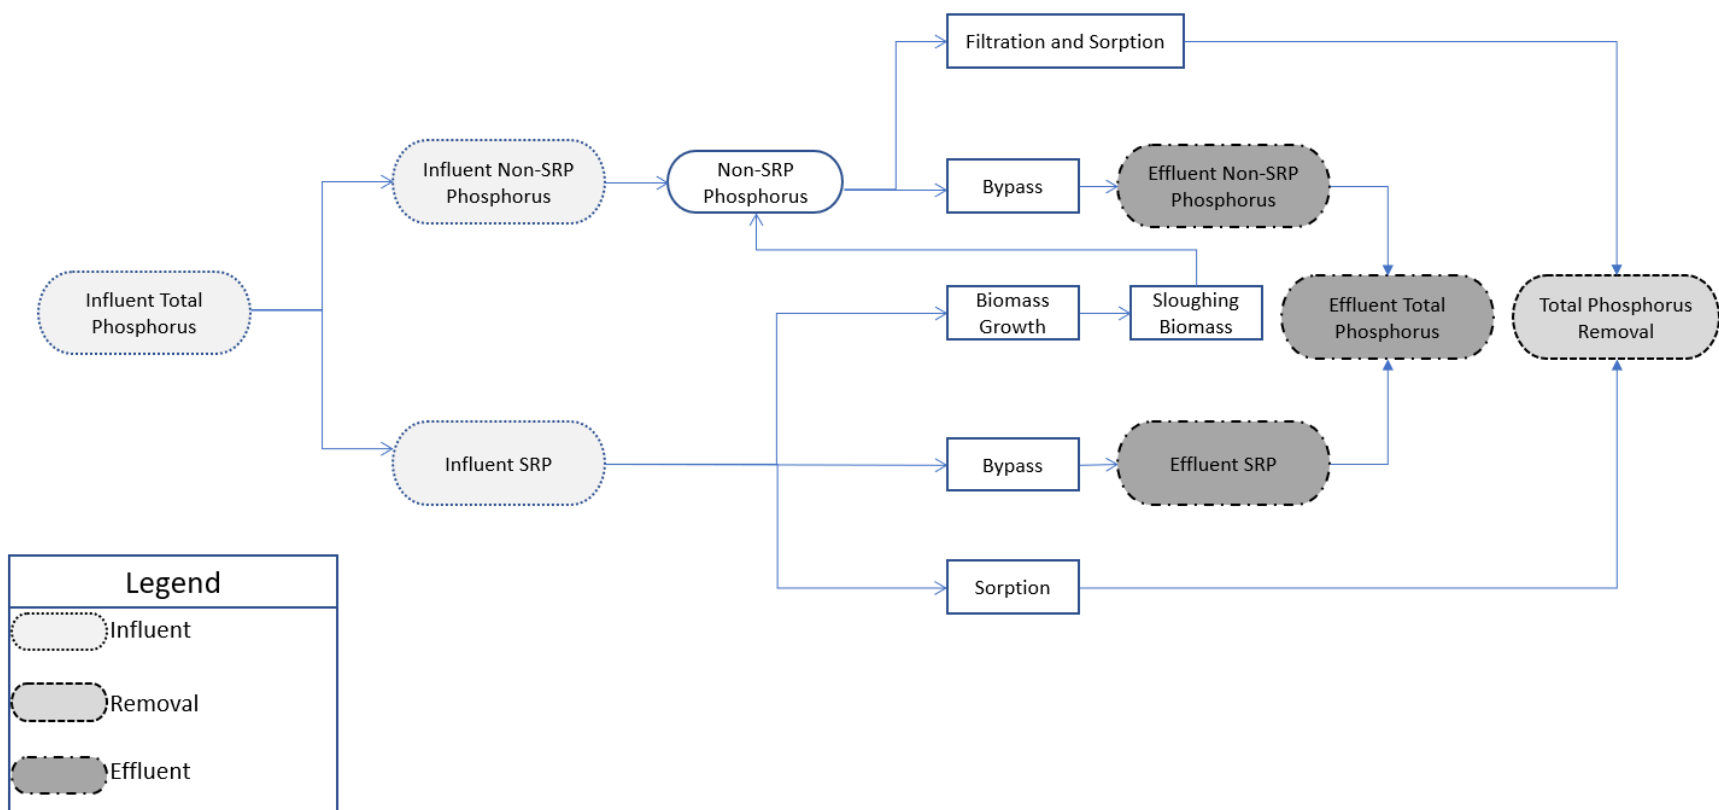 Filtration and Sorption
Influent Non-SRP
Phosphorus
Non-SRP
Phosphorus
Bypass
Effluent Non-SRP
Phosphorus
Influent Total
Phosphorus
Biomass
Growth
Sloughing
Biomass
Effluent Total
Phosphorus
Total Phosphorus
Removal
Influent SRP
Bypass
Effluent SRP
Sorption
Legend
Influent
Removal
Effluent